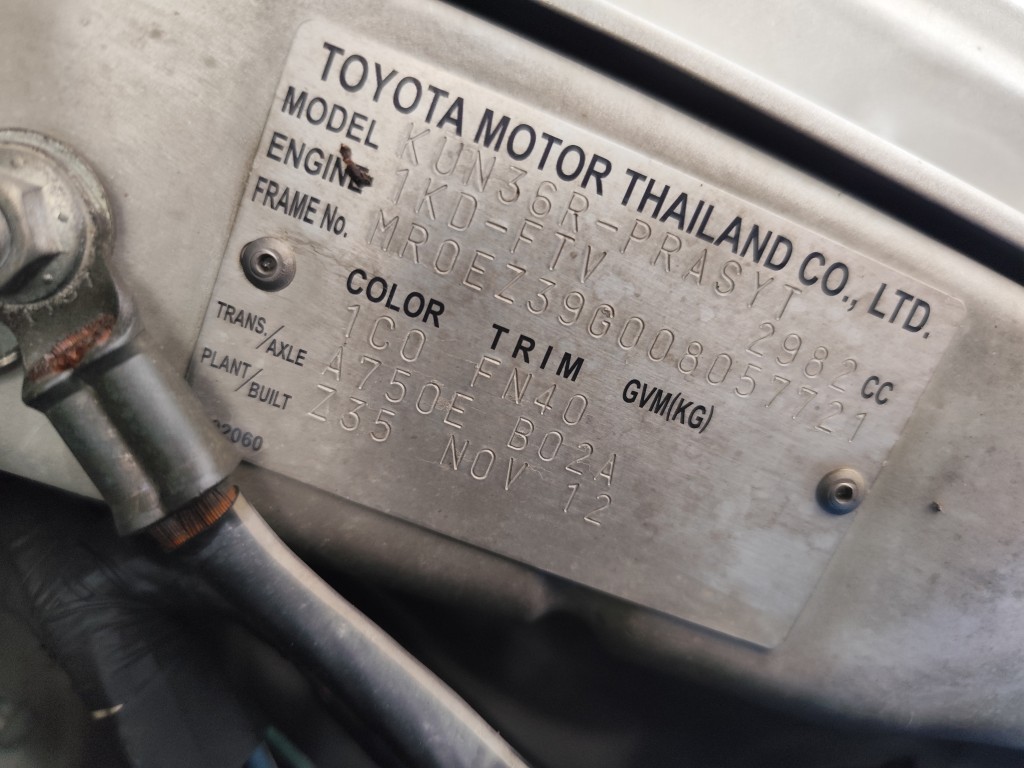 TOYOTA MOTOR THAILAND CO., LTD.
MODEL KUN36R-PRASYT
ENGINE 1KD-FTV 2982 CC
FRAME No. MR0EZ39G008057721
COLOR TRIM GVM(KG)
1C0 FN40
TRANS./AXLE A750E B02A
PLANT/BUILT Z35 NOV 12
2060